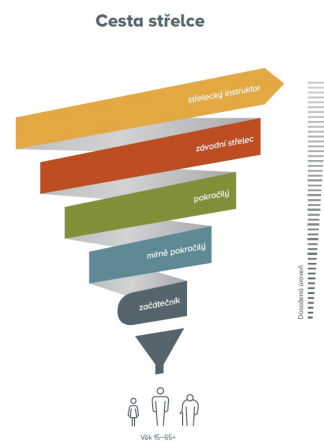 Cesta střelce
střelecký instruktor
závodní střelec
pokročilý
mírně pokročilý
začátečník
Dosažená úroveň
Věk 15–65+